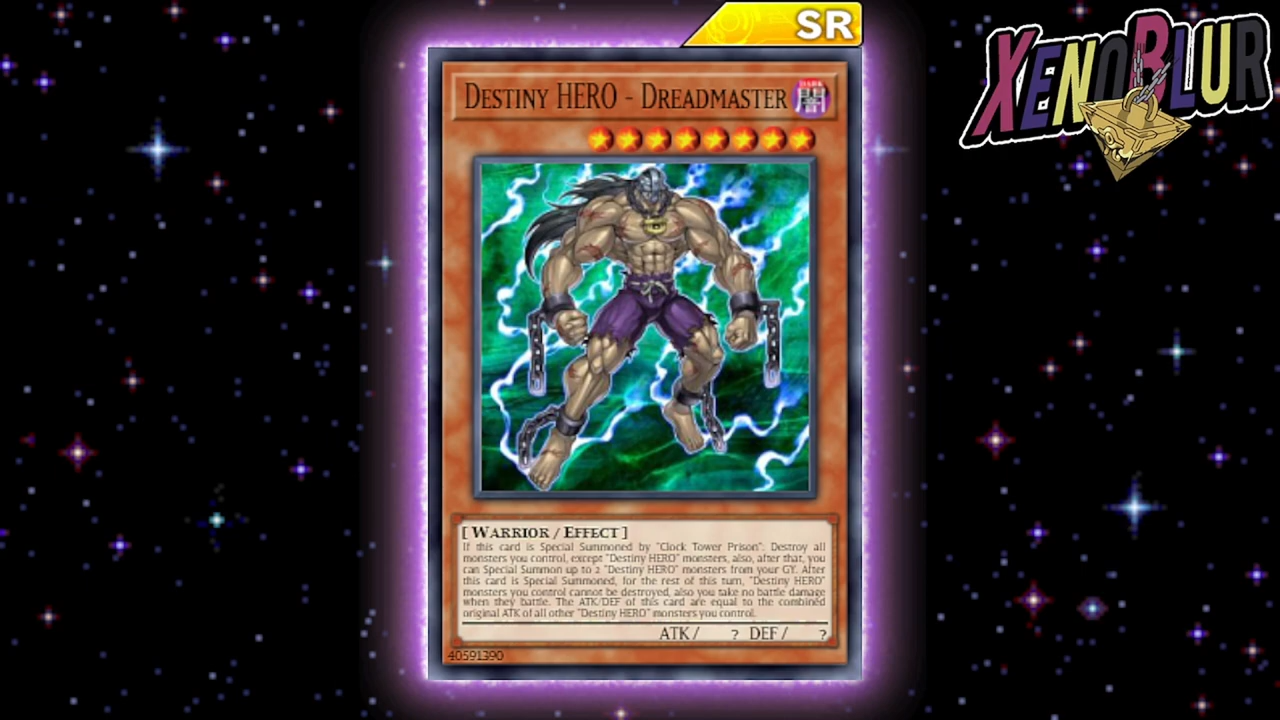 SR
XENOBLUR
DESTINY HERO - DREADMASTER
DARK
[ WARRIOR / EFFECT ]
If this card is Special Summoned by "Clock Tower Prison": Destroy all
monsters you control, except "Destiny HERO" monsters, also, after that, you
can Special Summon up to 2 "Destiny HERO" monsters from your GY. After
this card is Special Summoned, for the rest of this turn, "Destiny HERO"
monsters you control cannot be destroyed, also you take no battle damage
when they battle. The ATK/DEF of this card are equal to the combined
original ATK of all other "Destiny HERO" monsters you control.
ATK / ? DEF / ?
40591390